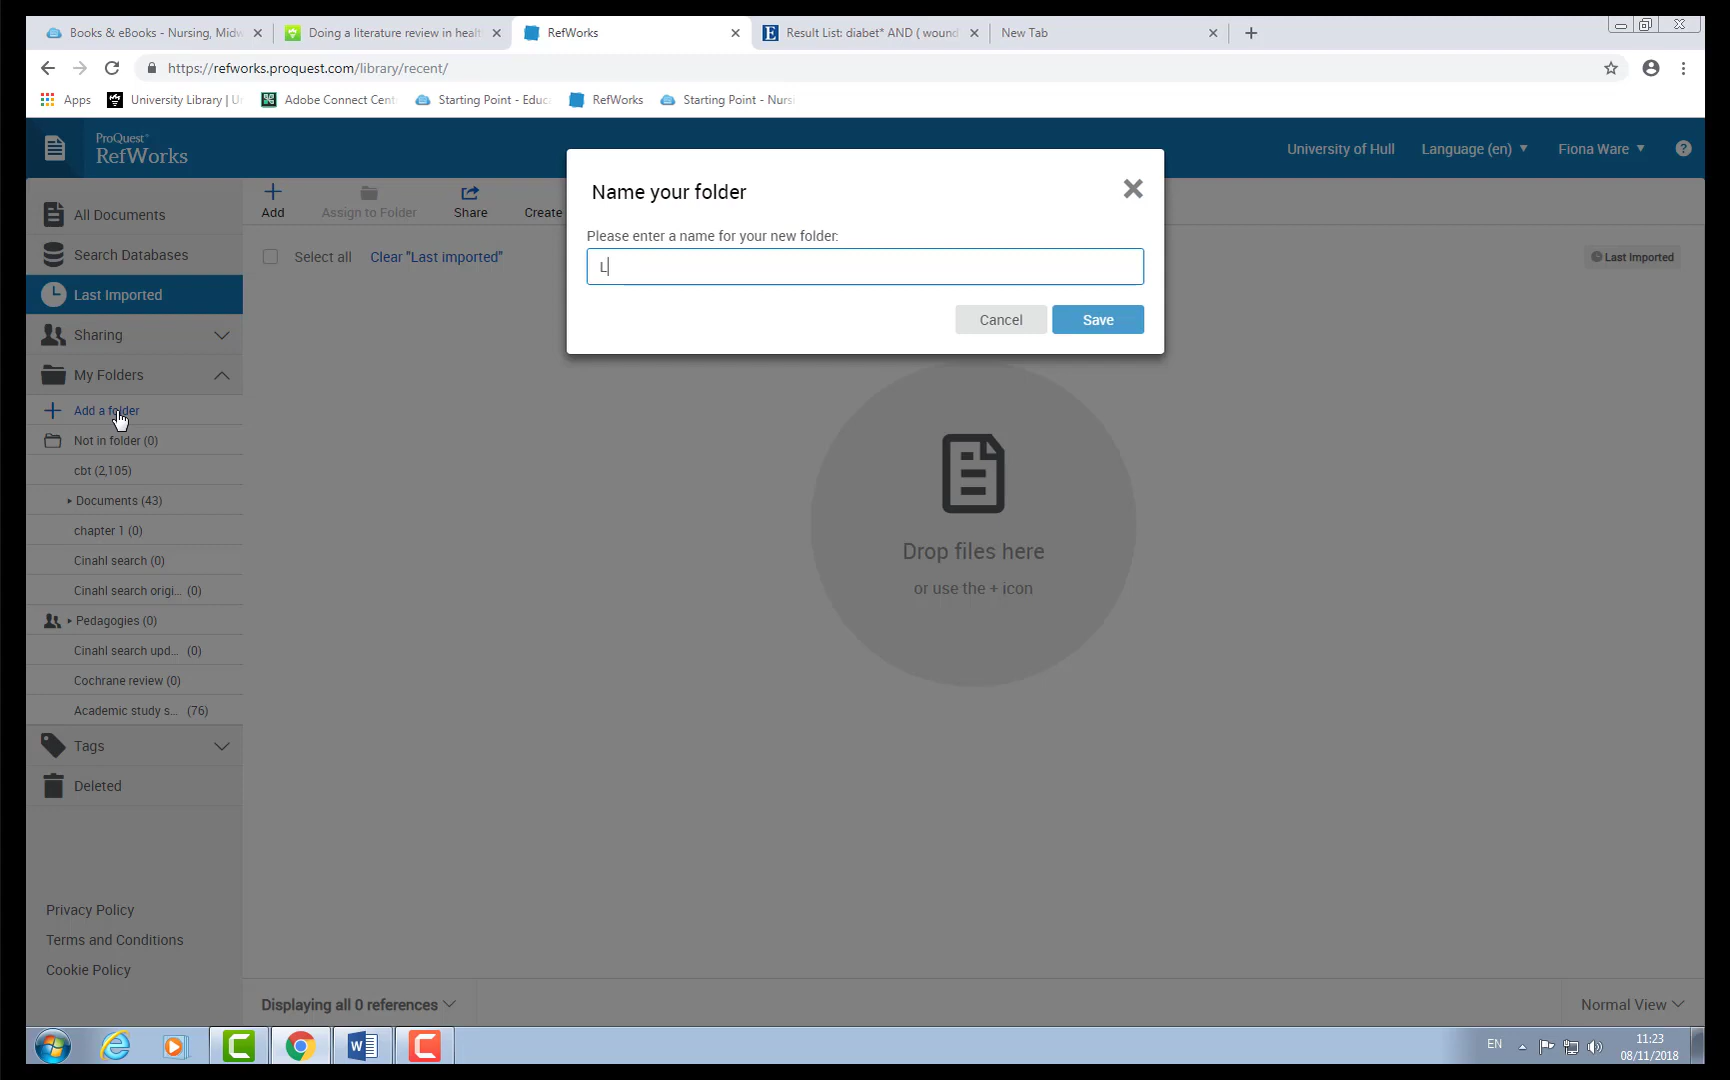 Books & eBooks - Nursing, Midw
Doing a literature review in healt
RefWorks
Result List: diabet* AND ( wound
New Tab
https://refworks.proquest.com/library/recent/
Apps
University Library | U
Adobe Connect Cent
Starting Point - Educ
RefWorks
Starting Point - Nursi
ProQuest
RefWorks
University of Hull
Language (en)
Fiona Ware
All Documents
Search Databases
Last Imported
Sharing
My Folders
Add a folder
Not in folder (0)
cbt (2,105)
Documents (43)
chapter 1 (0)
Cinahl search (0)
Cinahl search origi... (0)
Pedagogies (0)
Cinahl search upd... (0)
Cochrane review (0)
Academic study s... (76)
Tags
Deleted
Privacy Policy
Terms and Conditions
Cookie Policy
Add
Assign to Folder
Share
Create
Select all
Clear "Last imported"
Last Imported
Name your folder
Please enter a name for your new folder:
L
Cancel
Save
Drop files here
or use the + icon
Displaying all 0 references
Normal View
EN
11:23
08/11/2018